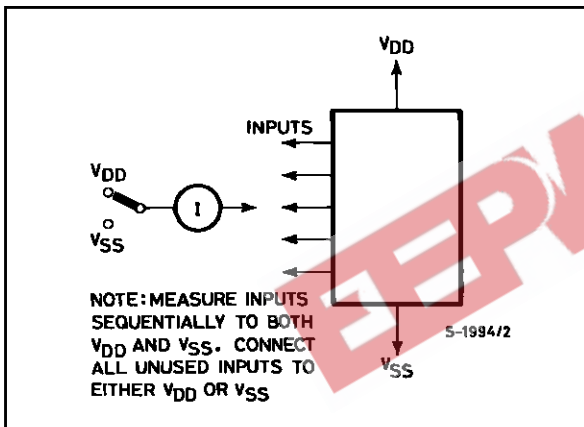 VDD
INPUTS
VDD
I
VSS
NOTE: MEASURE INPUTS
SEQUENTIALLY TO BOTH
VDD AND VSS. CONNECT
ALL UNUSED INPUTS TO
EITHER VDD OR VSS
S-1994/2
VSS
EEPW